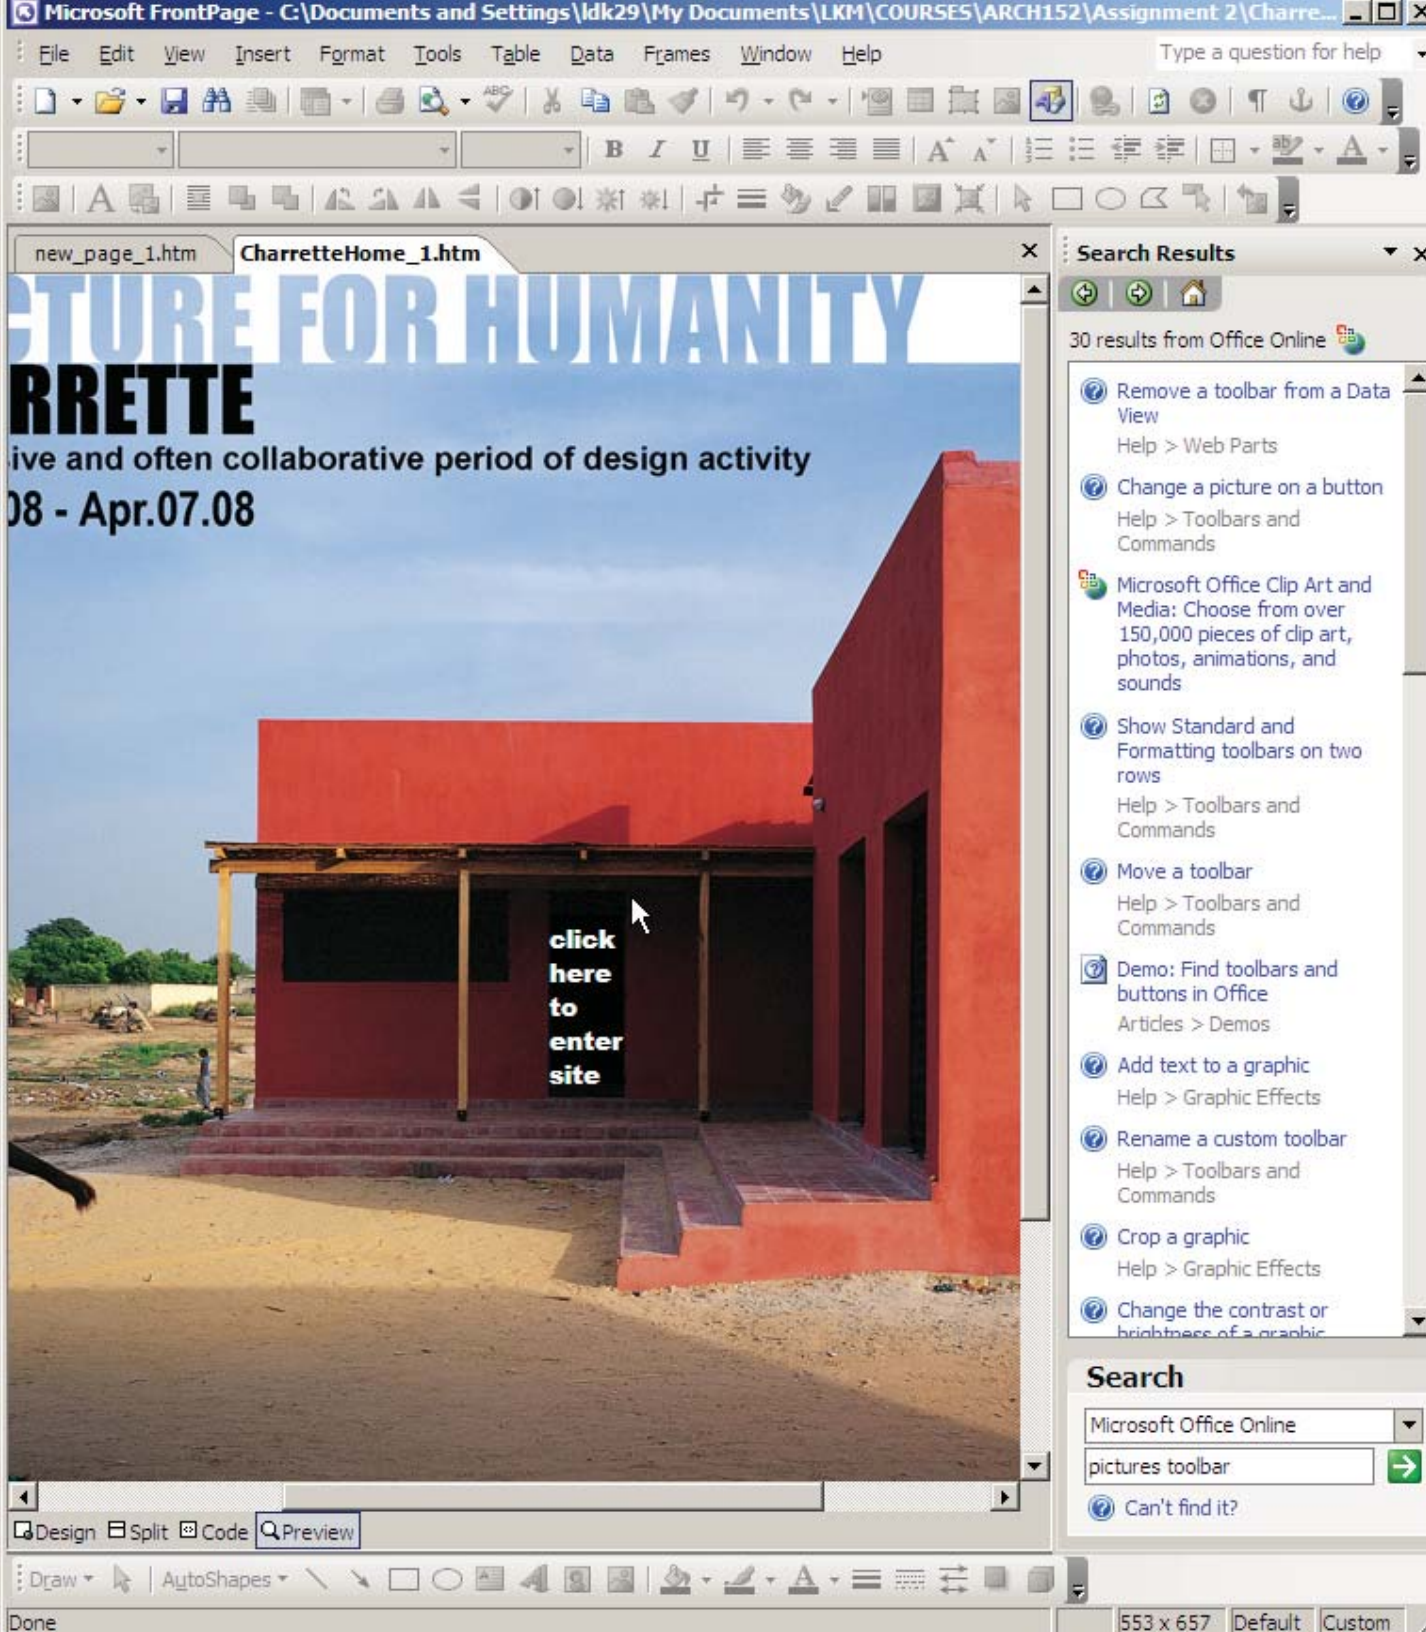 Microsoft FrontPage - C:\Documents and Settings\ldk29\My Documents\LKM\COURSES\ARCH152\Assignment 2\Charre...
File Edit View Insert Format Tools Table Data Frames Window Help
Type a question for help
B I U
new_page_1.htm
CharretteHome_1.htm
CTURE FOR HUMANITY
RRETTE
ive and often collaborative period of design activity
08 - Apr.07.08
click
here
to
enter
site
Search Results
30 results from Office Online
Remove a toolbar from a Data
View
Help > Web Parts
Change a picture on a button
Help > Toolbars and
Commands
Microsoft Office Clip Art and
Media: Choose from over
150,000 pieces of clip art,
photos, animations, and
sounds
Show Standard and
Formatting toolbars on two
rows
Help > Toolbars and
Commands
Move a toolbar
Help > Toolbars and
Commands
Demo: Find toolbars and
buttons in Office
Articles > Demos
Add text to a graphic
Help > Graphic Effects
Rename a custom toolbar
Help > Toolbars and
Commands
Crop a graphic
Help > Graphic Effects
Change the contrast or
brightness of a graphic
Search
Microsoft Office Online
pictures toolbar
Can't find it?
Design Split Code Preview
Draw AutoShapes
Done
553 x 657 Default Custom